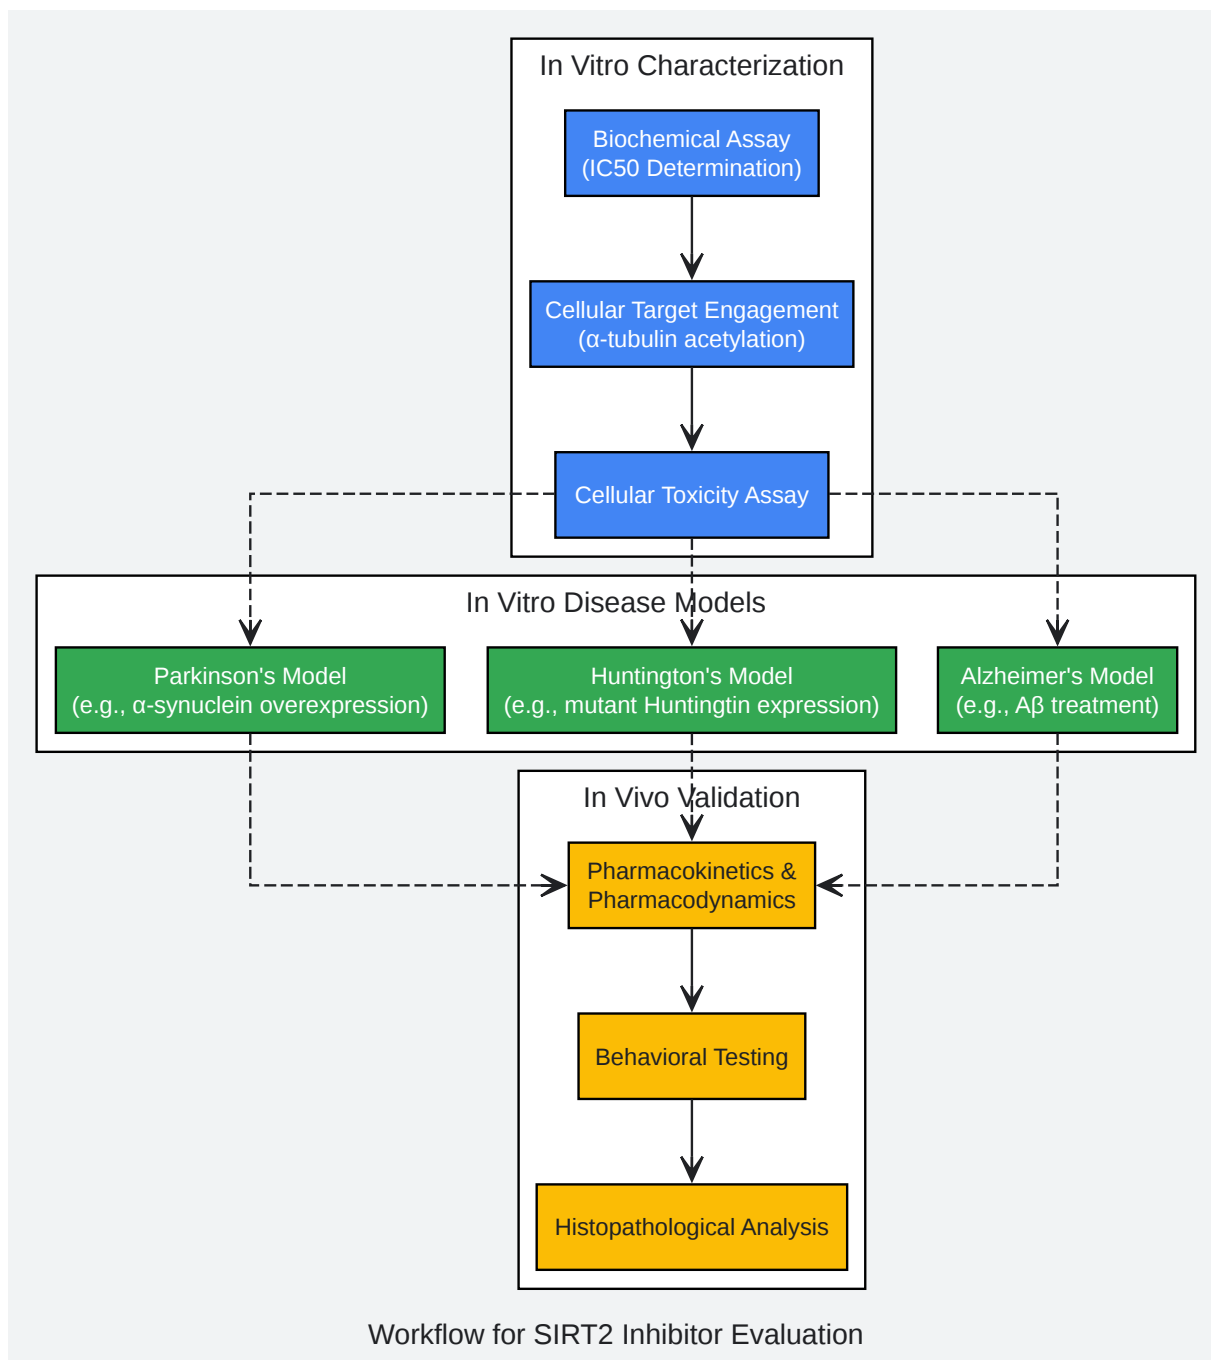 In Vitro Characterization
Biochemical Assay
(IC50 Determination)
Cellular Target Engagement
(α-tubulin acetylation)
Cellular Toxicity Assay
In Vitro Disease Models
Parkinson's Model
(e.g., α-synuclein overexpression)
Huntington's Model
(e.g., mutant Huntingtin expression)
Alzheimer's Model
(e.g., Aβ treatment)
In Vivo Validation
Pharmacokinetics &
Pharmacodynamics
Behavioral Testing
Histopathological Analysis
Workflow for SIRT2 Inhibitor Evaluation